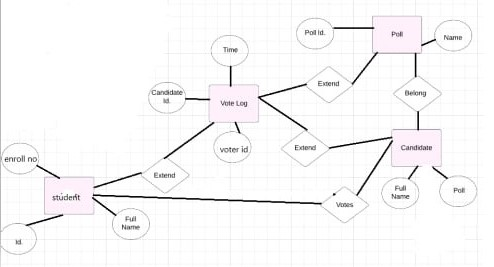 Poll Id.
Poll
Name
Time
Candidate
Id.
Vote Log
Extend
Belong
enroll no
voter id
Extend
Candidate
Extend
student
Full
Name
Votes
Full
Name
Poll
Id.